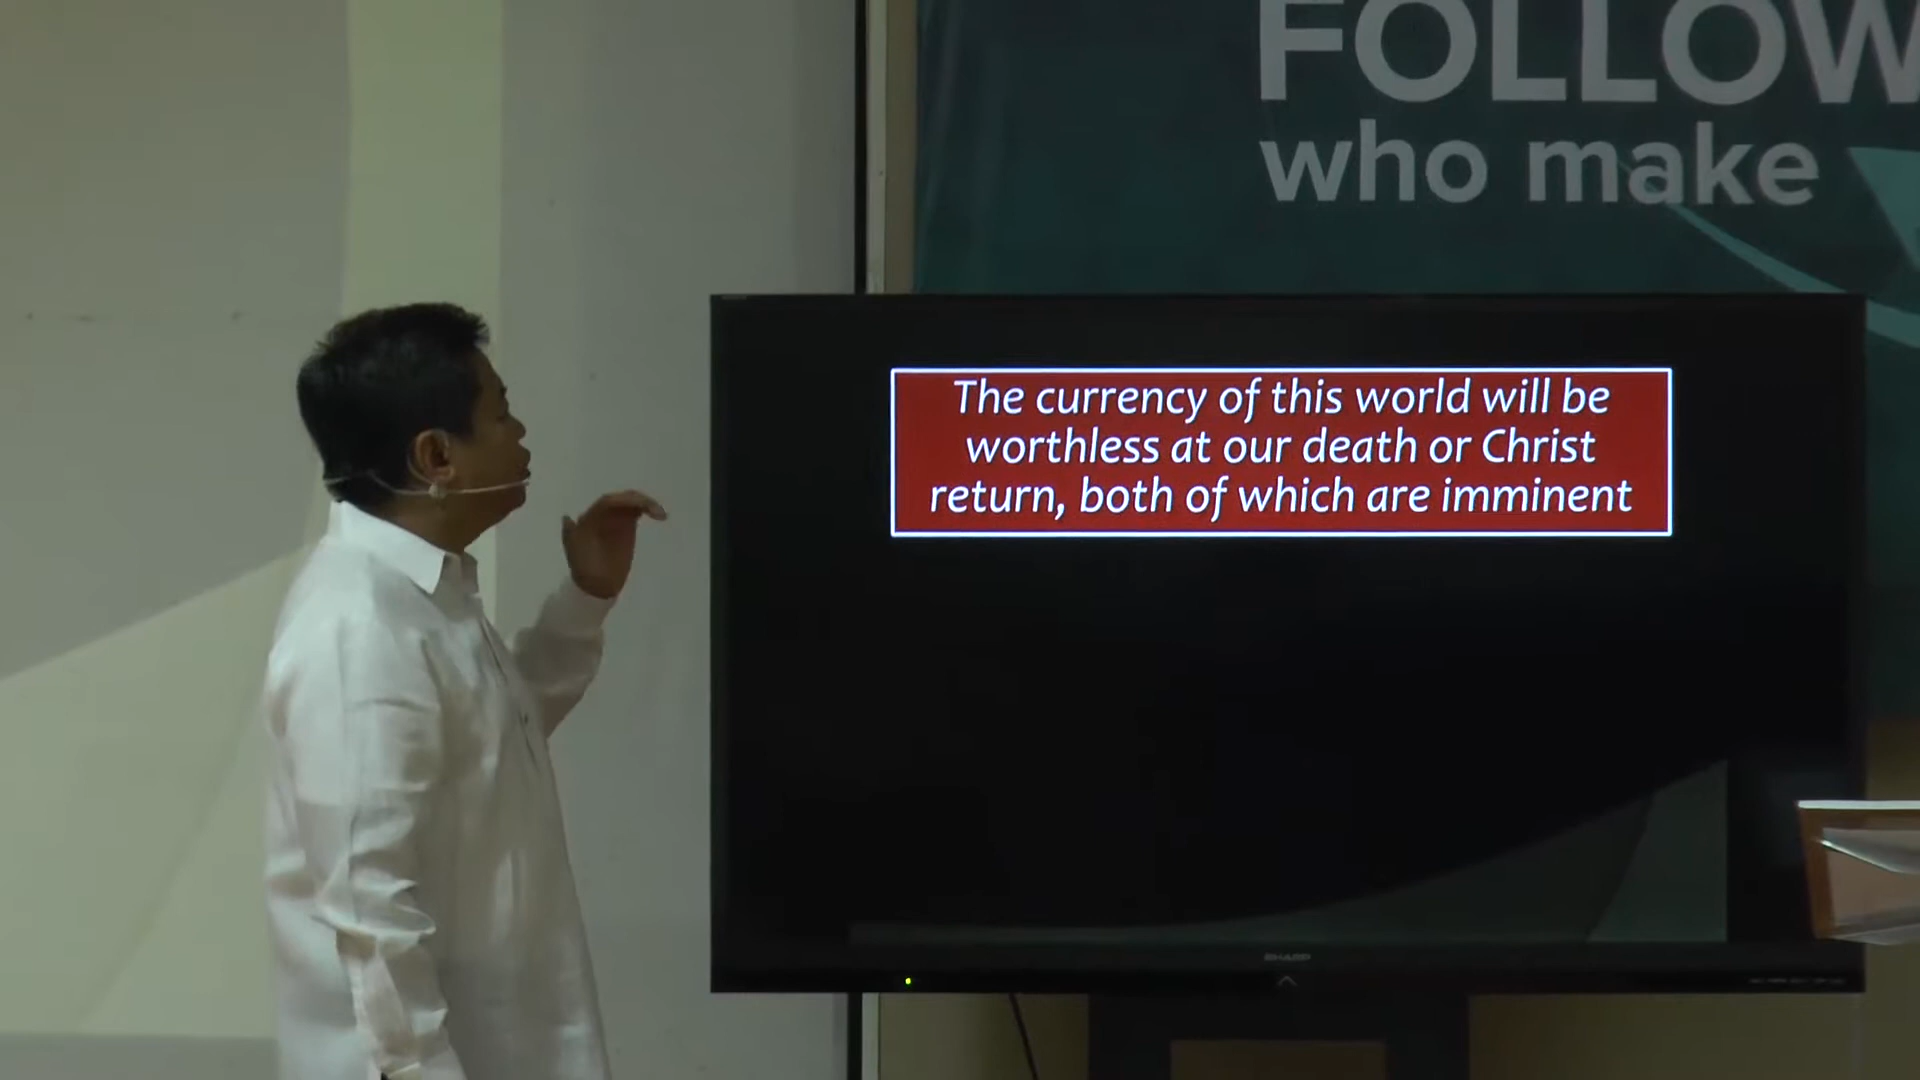 FOLLOW
who make
The currency of this world will be
worthless at our death or Christ
return, both of which are imminent
SHARP